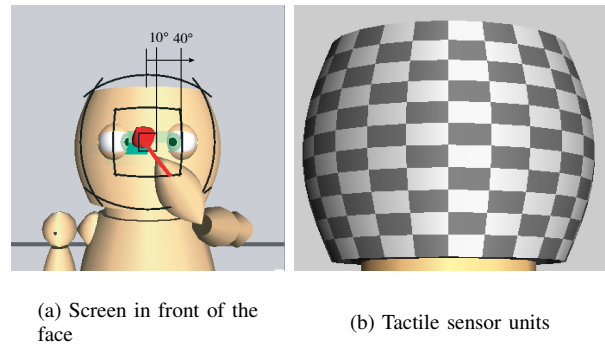 10° 40°
(a) Screen in front of the
face
(b) Tactile sensor units